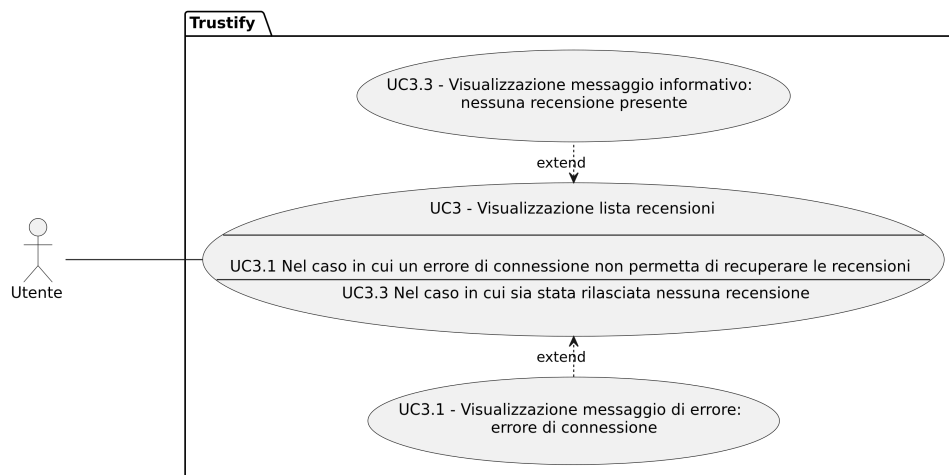 Trustify
UC3.3 - Visualizzazione messaggio informativo:
nessuna recensione presente
extend
UC3 - Visualizzazione lista recensioni
UC3.1 Nel caso in cui un errore di connessione non permetta di recuperare le recensioni
UC3.3 Nel caso in cui sia stata rilasciata nessuna recensione
Utente
extend
UC3.1 - Visualizzazione messaggio di errore:
errore di connessione